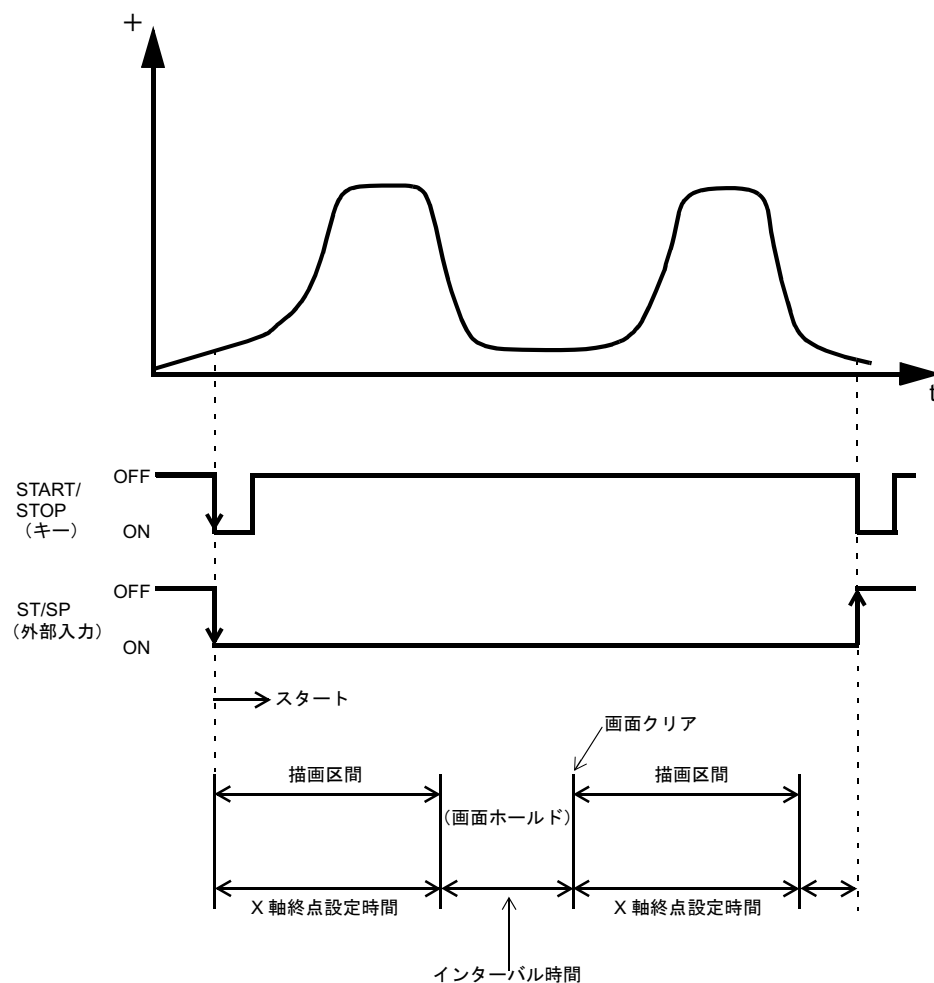 +
t
START/
STOP
（キー）
OFF
ON
ST/SP
（外部入力）
OFF
ON
スタート
画面クリア
描画区間
（画面ホールド）
描画区間
X 軸終点設定時間
X 軸終点設定時間
インターバル時間